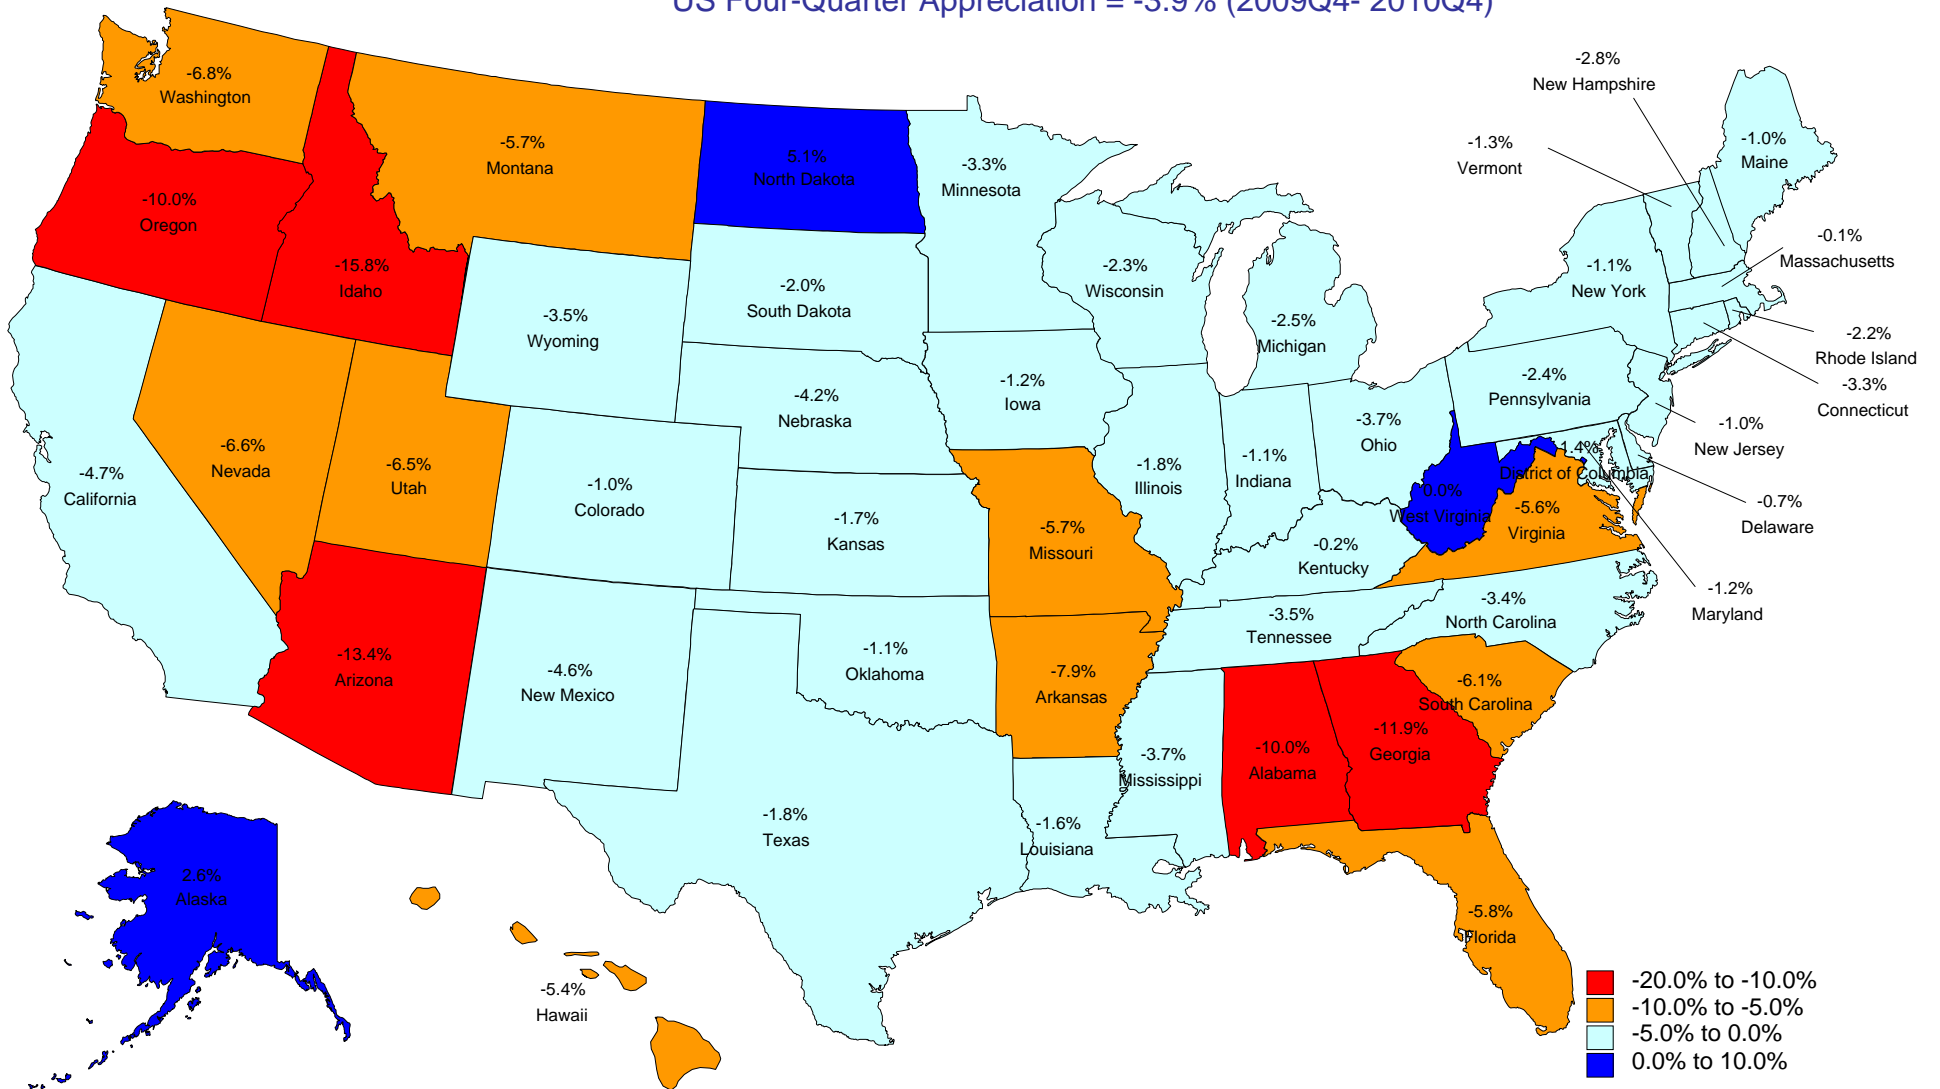 US Four-Quarter Appreciation = -3.9% (2009Q4- 2010Q4)
-6.8%
Washington
-5.7%
Montana
5.1%
North Dakota
-3.3%
Minnesota
-2.8%
New Hampshire
-1.3%
Vermont
-1.0%
Maine
-10.0%
Oregon
-15.8%
Idaho
-3.5%
Wyoming
-2.0%
South Dakota
-2.3%
Wisconsin
-2.5%
Michigan
-1.1%
New York
-0.1%
Massachusetts
-2.2%
Rhode Island
-3.3%
Connecticut
-1.0%
New Jersey
-4.7%
California
-6.6%
Nevada
-6.5%
Utah
-1.0%
Colorado
-4.2%
Nebraska
-1.2%
Iowa
-1.7%
Kansas
-5.7%
Missouri
-1.8%
Illinois
-1.1%
Indiana
-3.7%
Ohio
-2.4%
Pennsylvania
1.4%
District of Columbia
0.0%
West Virginia
-5.6%
Virginia
-0.7%
Delaware
-1.2%
Maryland
-0.2%
Kentucky
-3.5%
Tennessee
-3.4%
North Carolina
-13.4%
Arizona
-4.6%
New Mexico
-1.1%
Oklahoma
-7.9%
Arkansas
-6.1%
South Carolina
-3.7%
Mississippi
-10.0%
Alabama
-11.9%
Georgia
-1.8%
Texas
-1.6%
Louisiana
-5.8%
Florida
2.6%
Alaska
-5.4%
Hawaii
-20.0% to -10.0%
-10.0% to -5.0%
-5.0% to 0.0%
0.0% to 10.0%